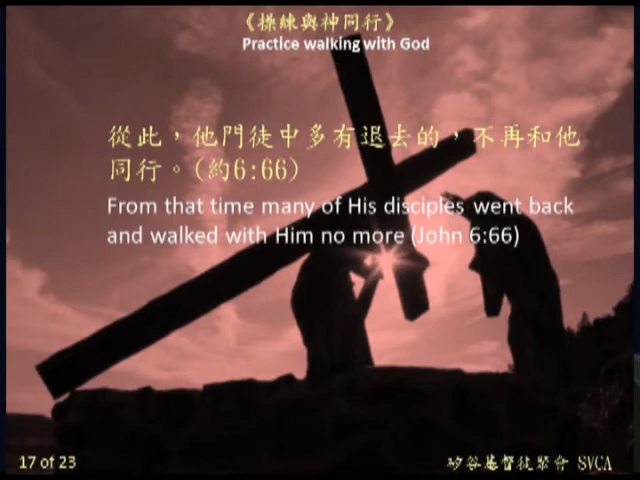 《操練與神同行》
Practice walking with God
從此，他門徒中多有退去的，不再和他
同行。(約6:66)
From that time many of His disciples went back
and walked with Him no more (John 6:66)
17 of 23
矽谷基督徒聚會 SVCA